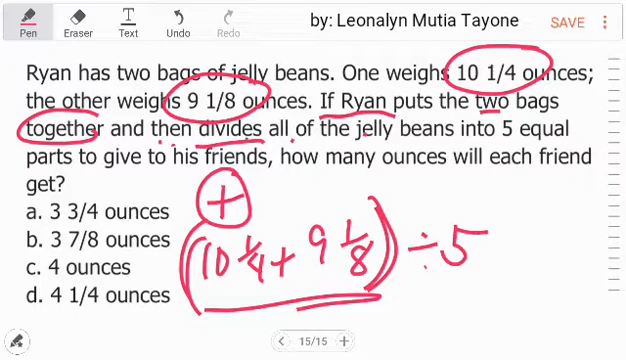 by: Leonalyn Mutia Tayone
SAVE
Pen Eraser Text Undo Redo
Ryan has two bags of jelly beans. One weighs 10 1/4 ounces;
the other weighs 9 1/8 ounces. If Ryan puts the two bags
together and then divides all of the jelly beans into 5 equal
parts to give to his friends, how many ounces will each friend
get?
a. 3 3/4 ounces
b. 3 7/8 ounces
c. 4 ounces
d. 4 1/4 ounces
+
(10 1/4 + 9 1/8) ÷ 5
15/15